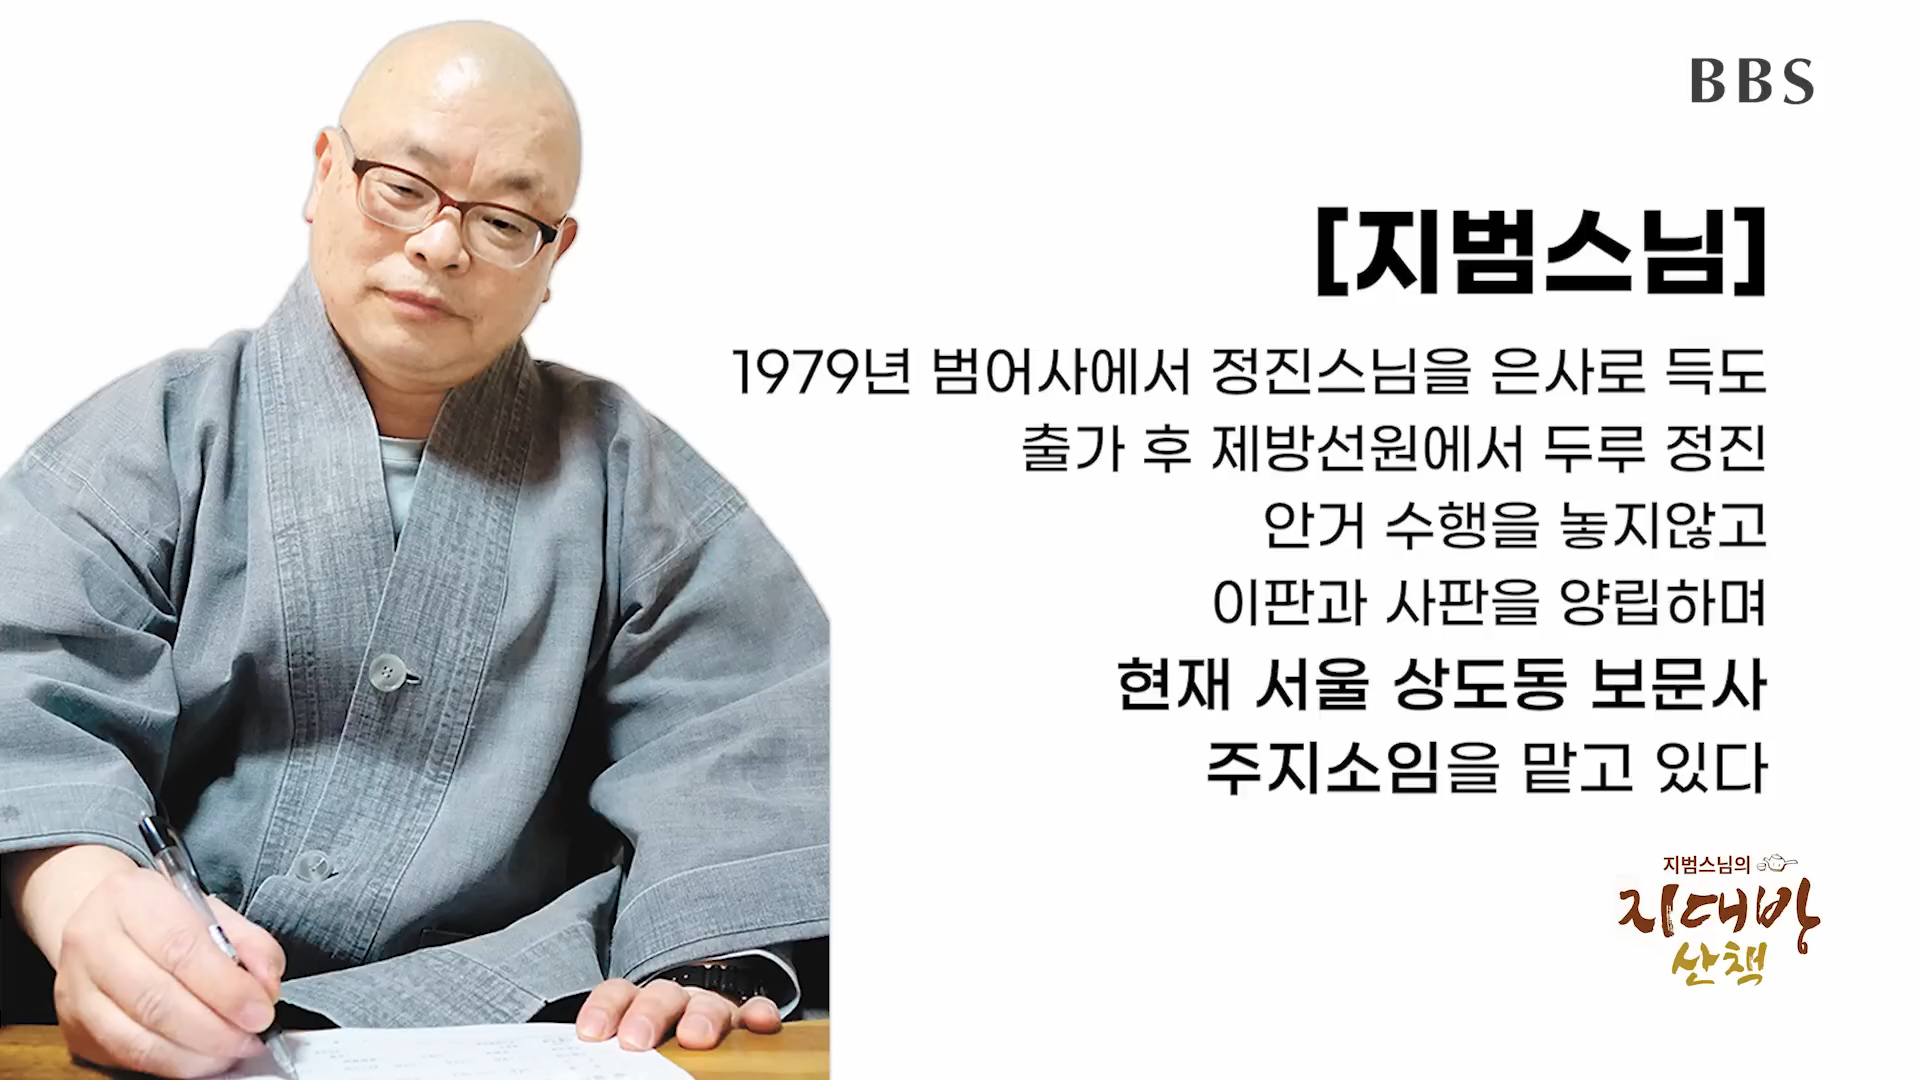 BBS
[지범스님]
1979년 범어사에서 정진스님을 은사로 득도
출가 후 제방선원에서 두루 정진
안거 수행을 놓지않고
이판과 사판을 양립하며
현재 서울 상도동 보문사
주지소임을 맡고 있다
지범스님의
지대방
산책